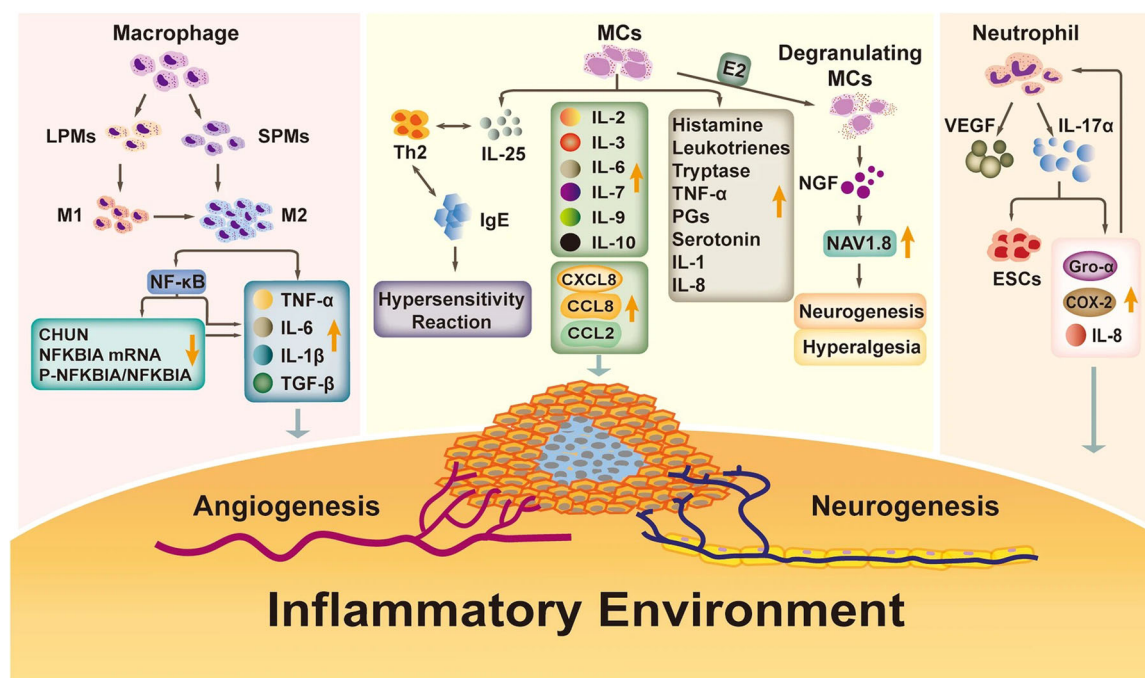 Macrophage
LPMs
SPMs
M1
M2
NF-κB
CHUN
NFKBIA mRNA
P-NFKBIA/NFKBIA
TNF-α
IL-6
IL-1β
TGF-β
MCs
E2
Degranulating
MCs
Th2
IL-25
IgE
Hypersensitivity
Reaction
IL-2
IL-3
IL-6
IL-7
IL-9
IL-10
CXCL8
CCL8
CCL2
Histamine
Leukotrienes
Tryptase
TNF-α
PGs
Serotonin
IL-1
IL-8
NGF
NAV1.8
Neurogenesis
Hyperalgesia
Neutrophil
VEGF
IL-17α
ESCs
Gro-α
COX-2
IL-8
Angiogenesis
Neurogenesis
Inflammatory Environment